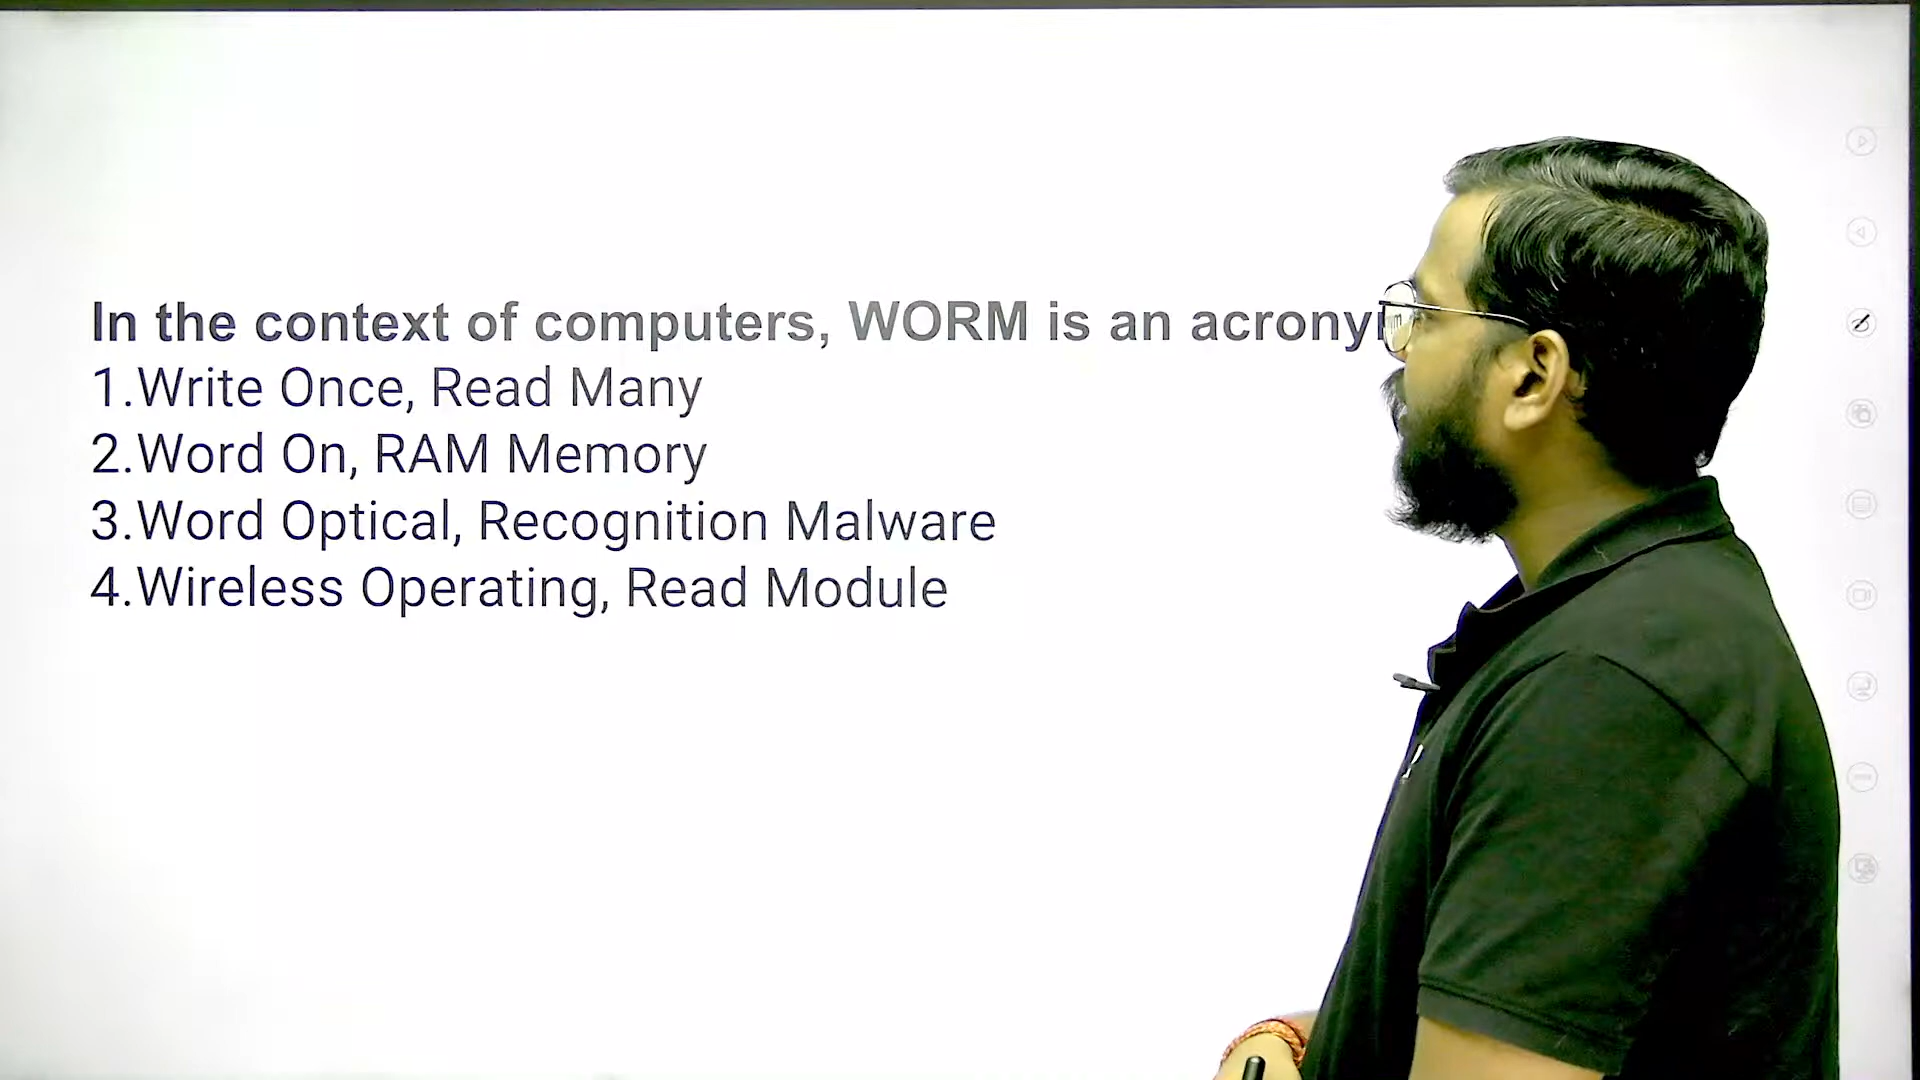 In the context of computers, WORM is an
1.Write Once, Read Many
2.Word On, RAM Memory
3.Word Optical, Recognition Malware
4.Wireless Operating, Read Module